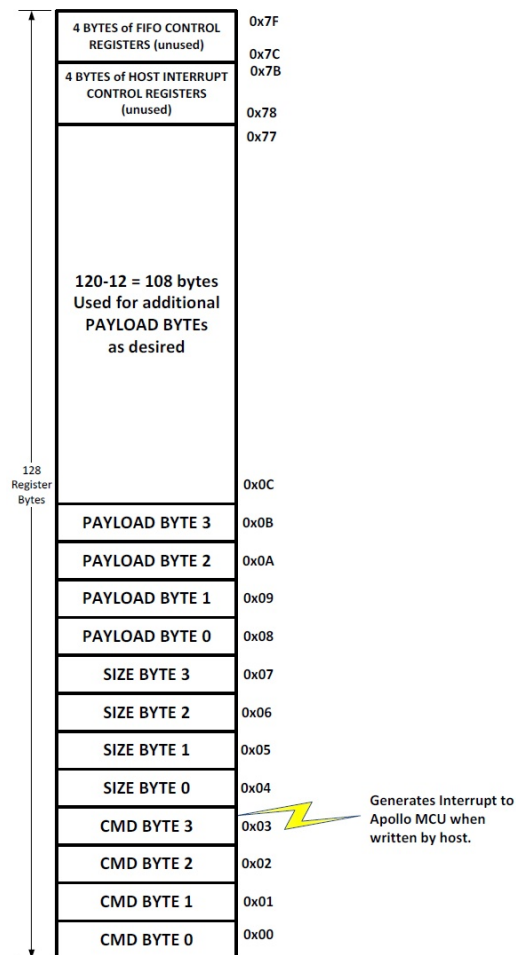 4 BYTES of FIFO CONTROL
REGISTERS (unused)
0x7F
0x7C
4 BYTES of HOST INTERRUPT
CONTROL REGISTERS
(unused)
0x7B
0x78
0x77
120-12 = 108 bytes
Used for additional
PAYLOAD BYTEs
as desired
128
Register
Bytes
0x0C
PAYLOAD BYTE 3
0x0B
PAYLOAD BYTE 2
0x0A
PAYLOAD BYTE 1
0x09
PAYLOAD BYTE 0
0x08
SIZE BYTE 3
0x07
SIZE BYTE 2
0x06
SIZE BYTE 1
0x05
SIZE BYTE 0
0x04
CMD BYTE 3
0x03
Generates Interrupt to
Apollo MCU when
written by host.
CMD BYTE 2
0x02
CMD BYTE 1
0x01
CMD BYTE 0
0x00